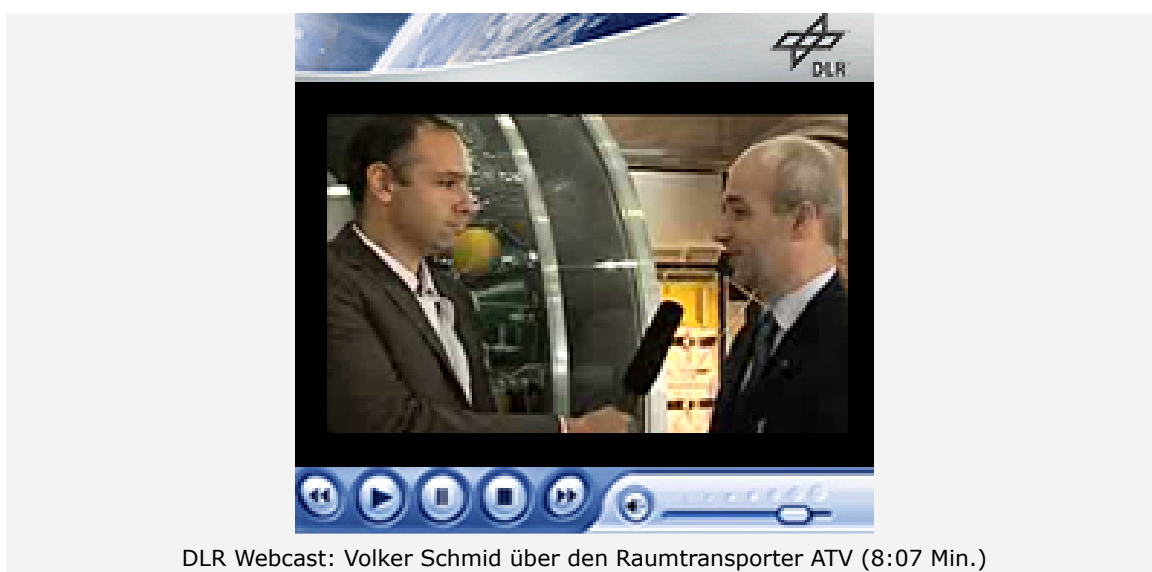 DLR
DLR Webcast: Volker Schmid über den Raumtransporter ATV (8:07 Min.)